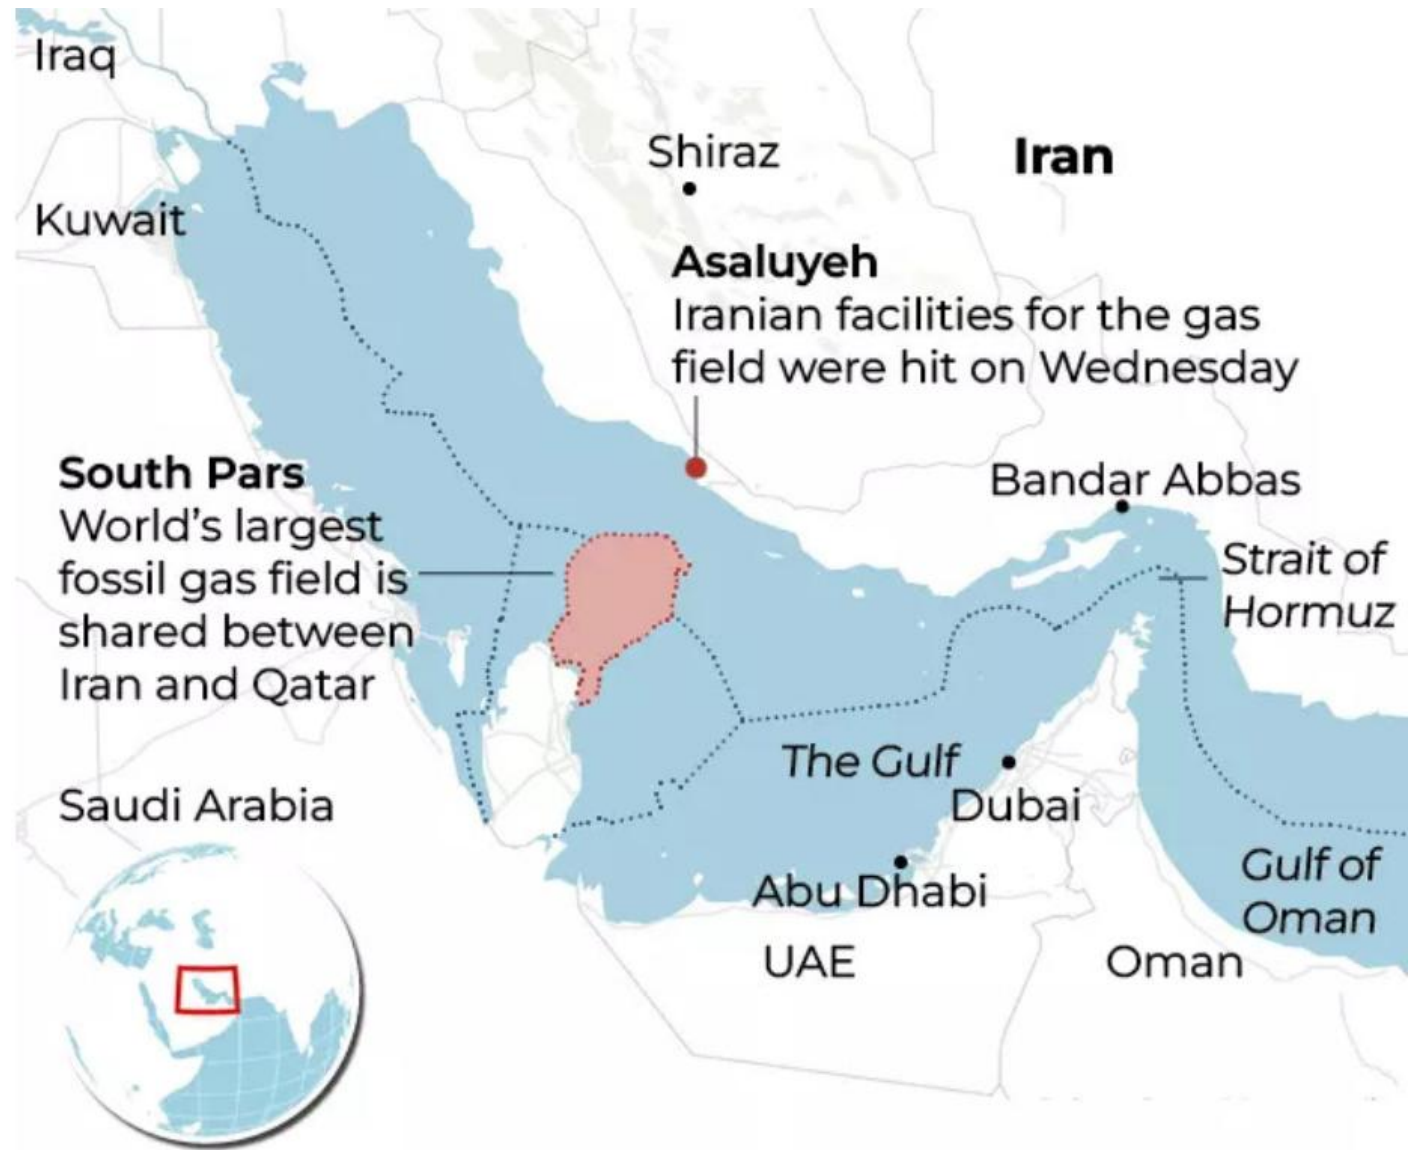 Iraq
Shiraz
Iran
Kuwait
Asaluyeh
Iranian facilities for the gas
field were hit on Wednesday
South Pars
World's largest
fossil gas field is
shared between
Iran and Qatar
Bandar Abbas
Strait of
Hormuz
The Gulf
Dubai
Saudi Arabia
Abu Dhabi
Gulf of
Oman
UAE
Oman